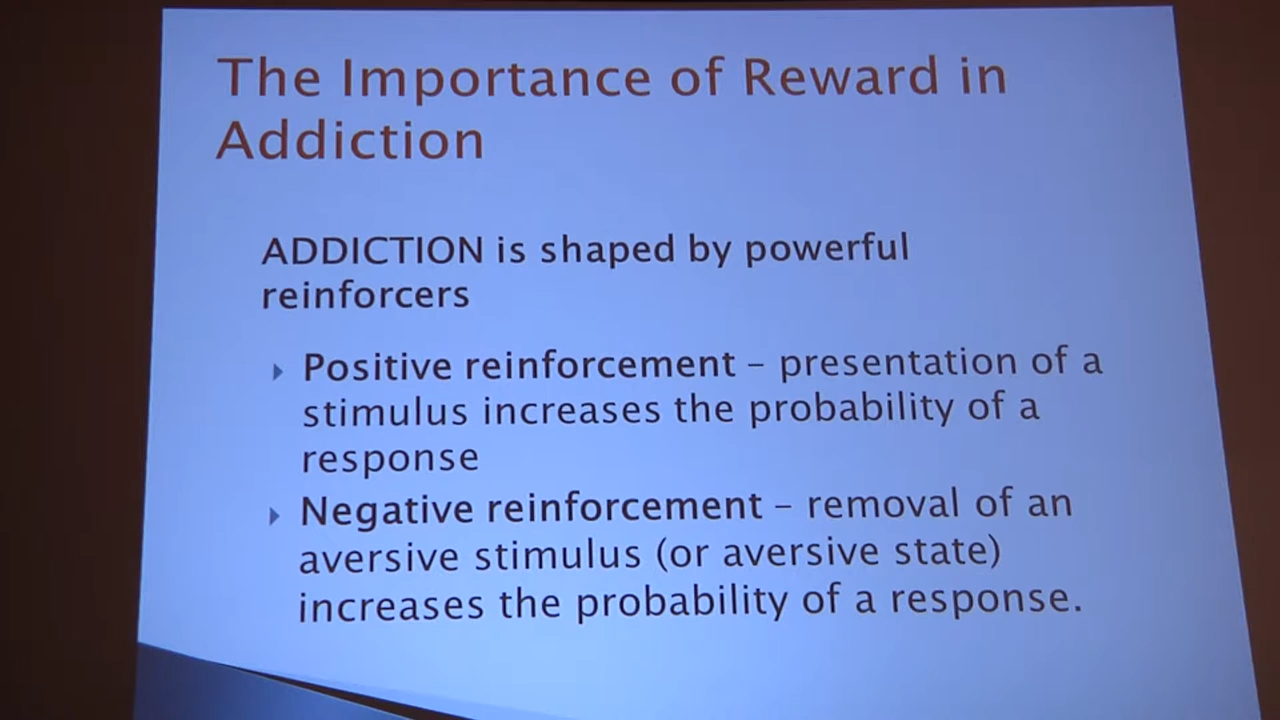 The Importance of Reward in
Addiction
ADDICTION is shaped by powerful
reinforcers
Positive reinforcement – presentation of a
stimulus increases the probability of a
response
Negative reinforcement – removal of an
aversive stimulus (or aversive state)
increases the probability of a response.